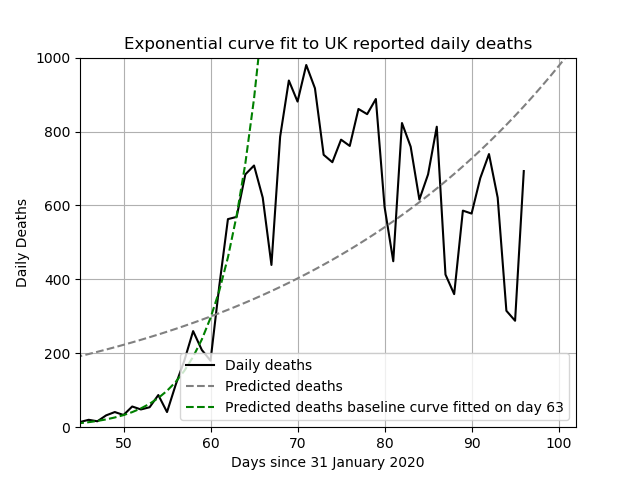 Exponential curve fit to UK reported daily deaths
1000
800
600
400
200
0
Daily Deaths
Daily deaths
Predicted deaths
Predicted deaths baseline curve fitted on day 63
50 60 70 80 90 100
Days since 31 January 2020